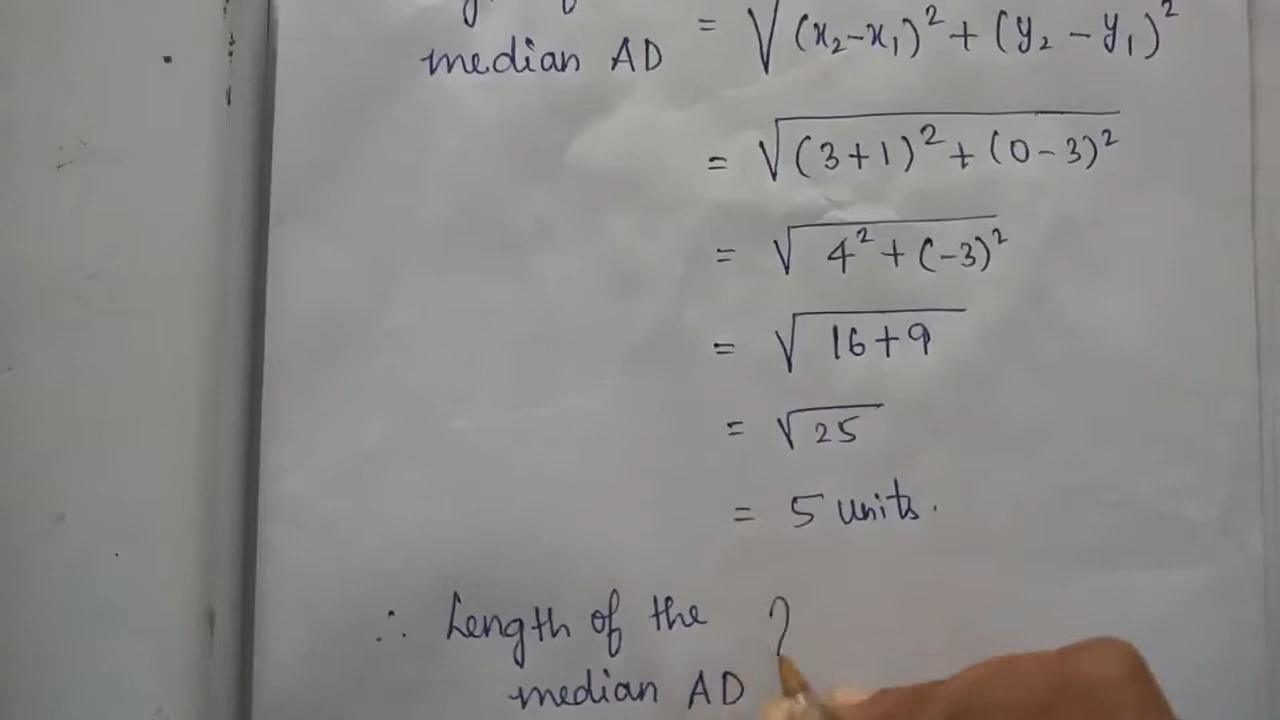 median AD = √(x₂-x₁)² + (y₂-y₁)²
= √(3+1)² + (0-3)²
= √4² + (-3)²
= √16+9
= √25
= 5 units.
∴ Length of the
median AD